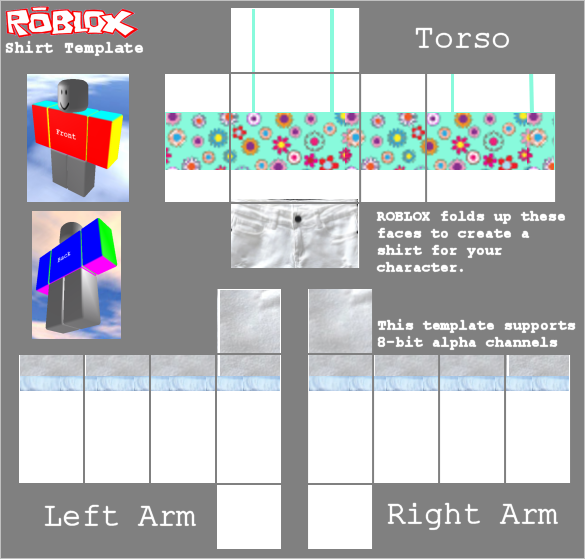 RŌBLOX
Shirt Template
Torso
Front
ROBLOX folds up these
faces to create a
shirt for your
character.
Back
This template supports
8-bit alpha channels
Left Arm
Right Arm